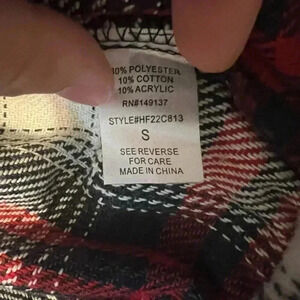 80% POLYESTER
10% COTTON
10% ACRYLIC
RN#149137
STYLE#HF22C813
S
SEE REVERSE
FOR CARE
MADE IN CHINA